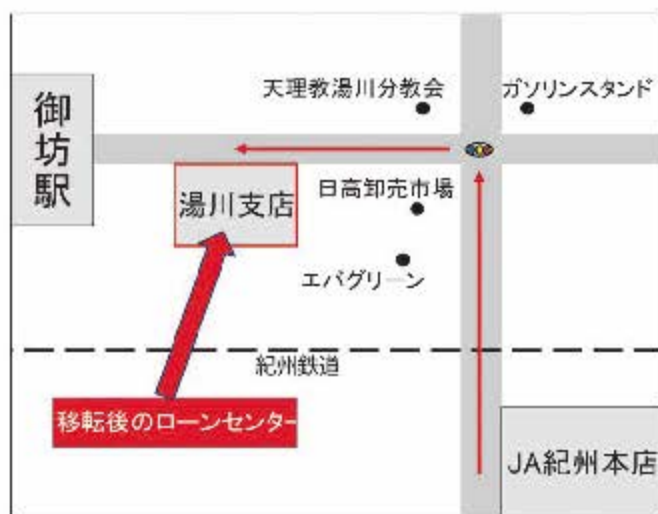 天理教湯川分教会
ガソリンスタンド
御坊駅
湯川支店
日高卸売市場
エバグリーン
紀州鉄道
移転後のローンセンター
JA紀州本店